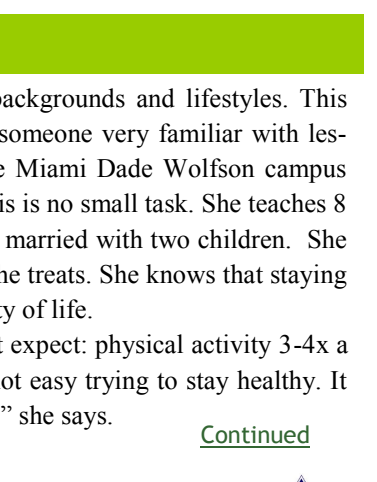 backgrounds and lifestyles. This
someone very familiar with les-
e Miami Dade Wolfson campus
is is no small task. She teaches 8
married with two children. She
he treats. She knows that staying
ty of life.
t expect: physical activity 3-4x a
ot easy trying to stay healthy. It
” she says.
Continued